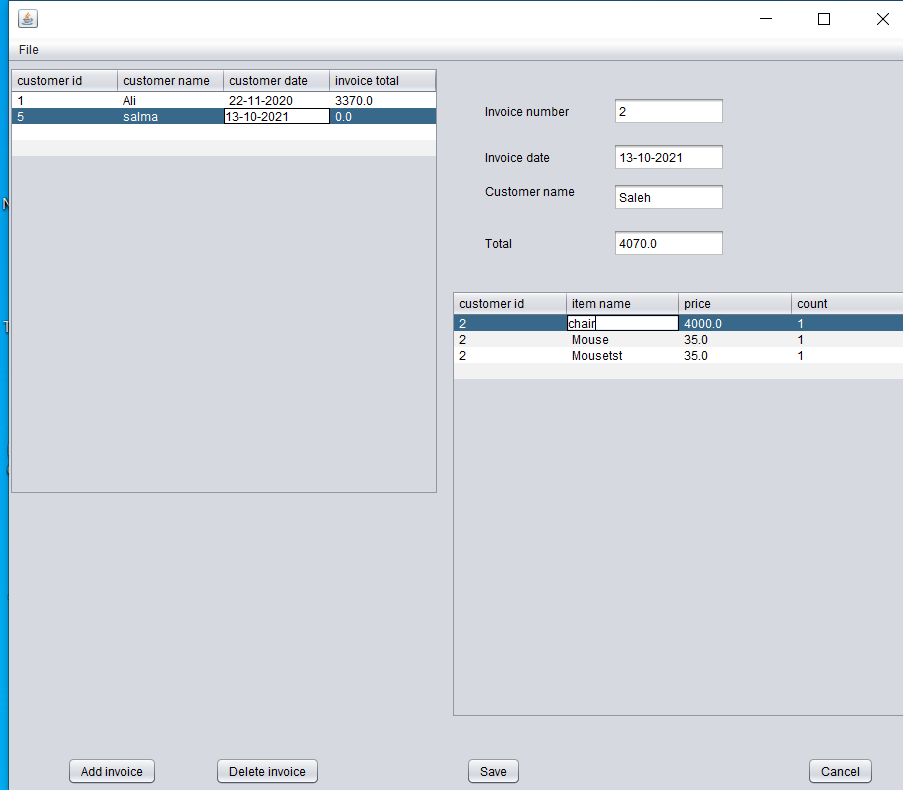 File
customer id customer name customer date invoice total
1 Ali 22-11-2020 3370.0
5 salma 13-10-2021 0.0
Invoice number 2
Invoice date 13-10-2021
Customer name Saleh
Total 4070.0
customer id item name price count
2 chair 4000.0 1
2 Mouse 35.0 1
2 Mousetst 35.0 1
Add invoice Delete invoice Save Cancel